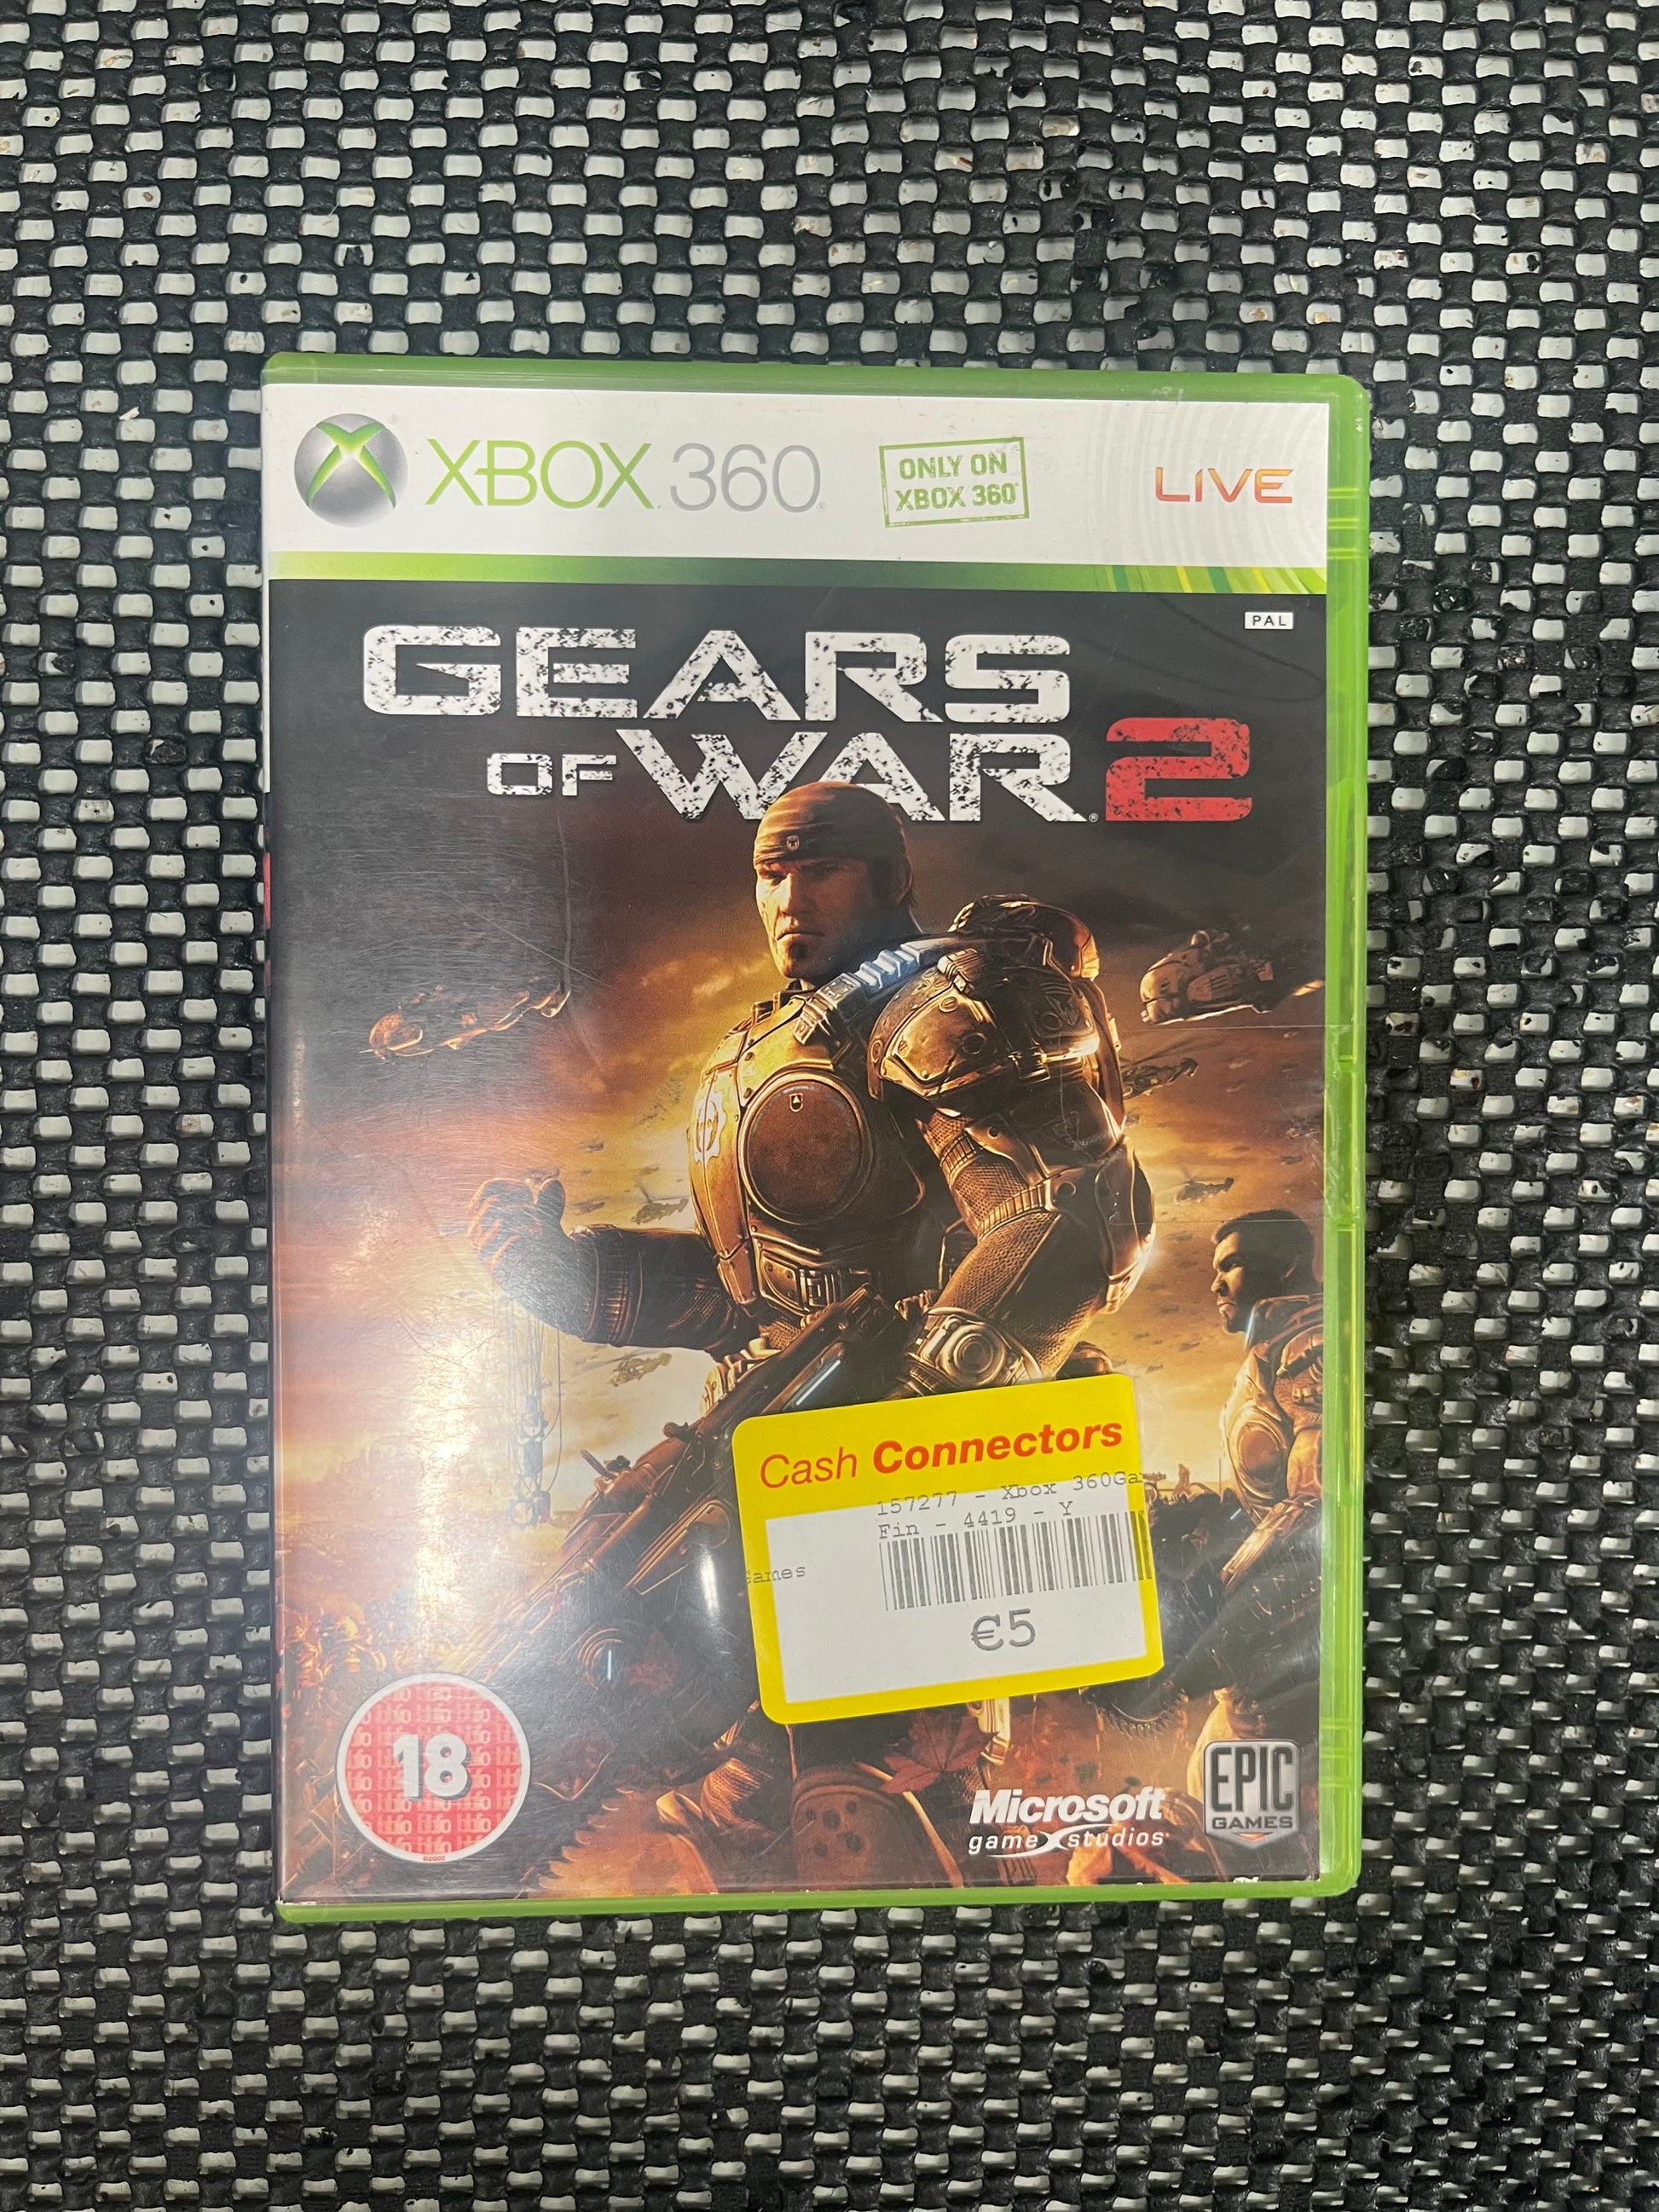 XBOX 360
ONLY ON
XBOX 360
LIVE
PAL
GEARS
OF WAR 2
Cash Connectors
157277 - Xbox 360Ga
Fin - 4419 - Y
Games
€5
18
Microsoft
game studios
EPIC
GAMES